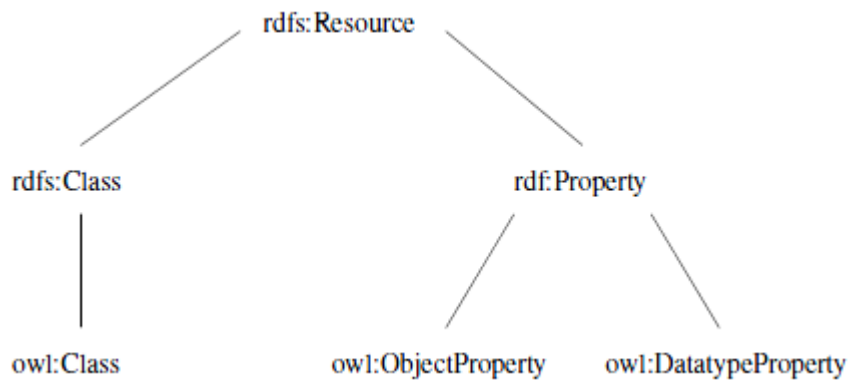 rdfs:Resource
rdfs:Class
rdf:Property
owl:Class
owl:ObjectProperty
owl:DatatypeProperty